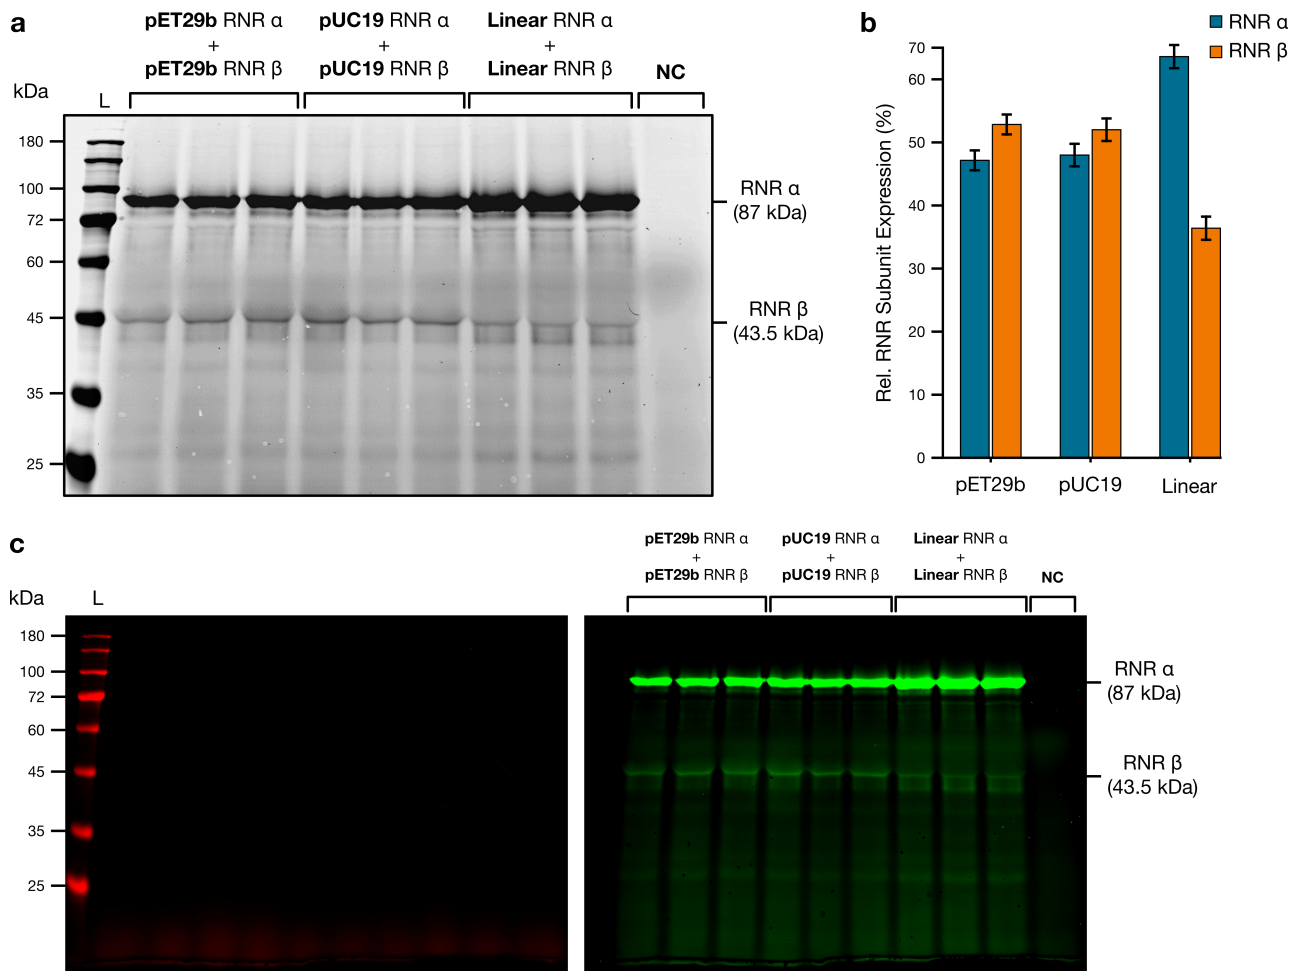 a
pET29b RNR α
+
pET29b RNR β
pUC19 RNR α
+
pUC19 RNR β
Linear RNR α
+
Linear RNR β
NC
kDa
L
180
100
72
60
45
35
25
RNR α
(87 kDa)
RNR β
(43.5 kDa)
b
RNR α
RNR β
Rel. RNR Subunit Expression (%)
70
60
50
40
30
20
10
0
pET29b
pUC19
Linear
c
kDa
L
180
100
72
60
45
35
25
pET29b RNR α
+
pET29b RNR β
pUC19 RNR α
+
pUC19 RNR β
Linear RNR α
+
Linear RNR β
NC
RNR α
(87 kDa)
RNR β
(43.5 kDa)